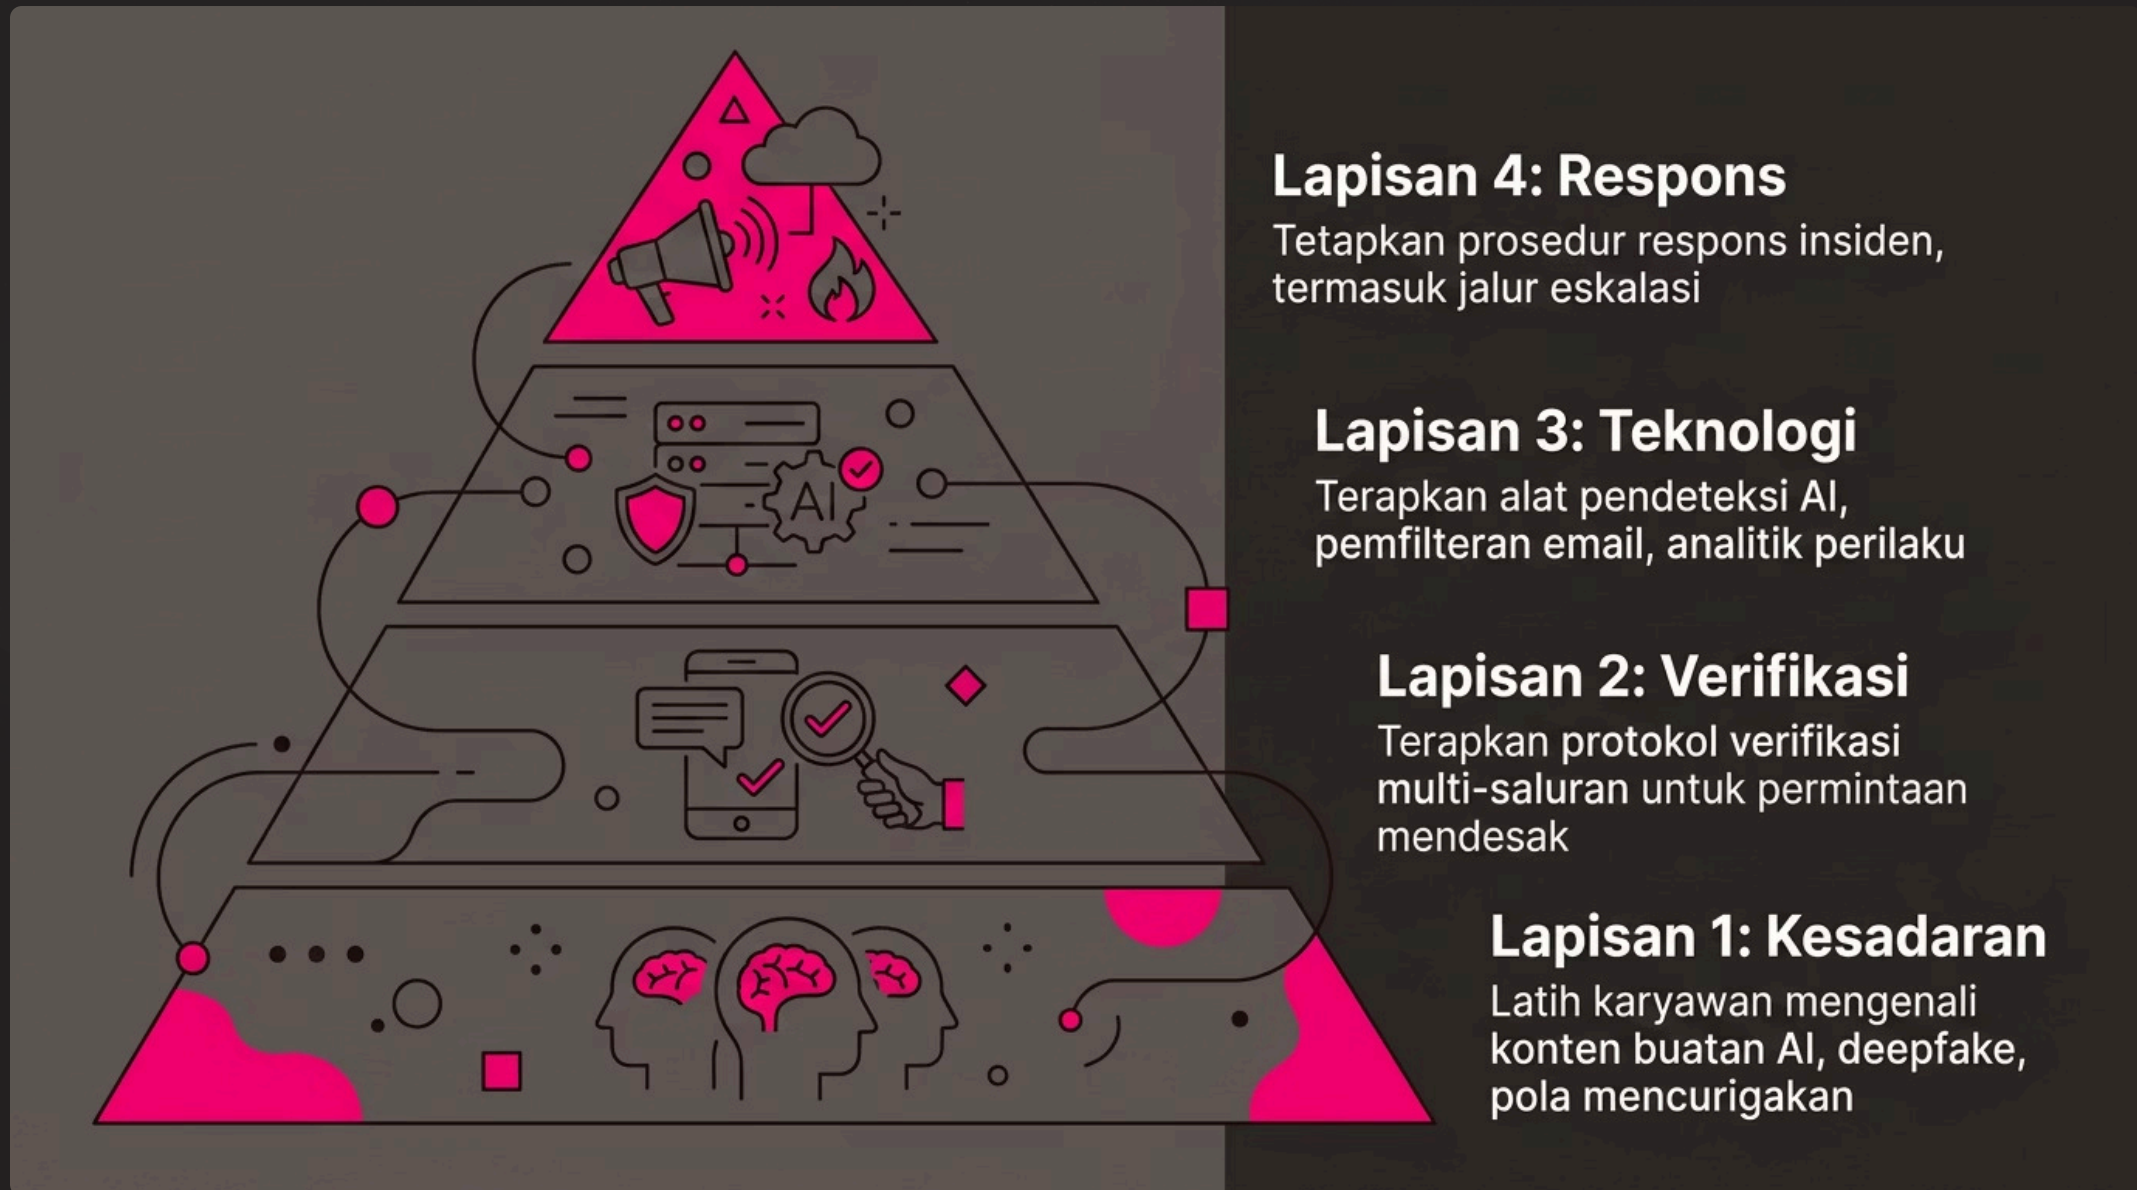 Lapisan 4: Respons
Tetapkan prosedur respons insiden,
termasuk jalur eskalasi
Lapisan 3: Teknologi
Terapkan alat pendeteksi AI,
pemfilteran email, analitik perilaku
AI
Lapisan 2: Verifikasi
Terapkan protokol verifikasi
multi-saluran untuk permintaan
mendesak
Lapisan 1: Kesadaran
Latih karyawan mengenali
konten buatan AI, deepfake,
pola mencurigakan